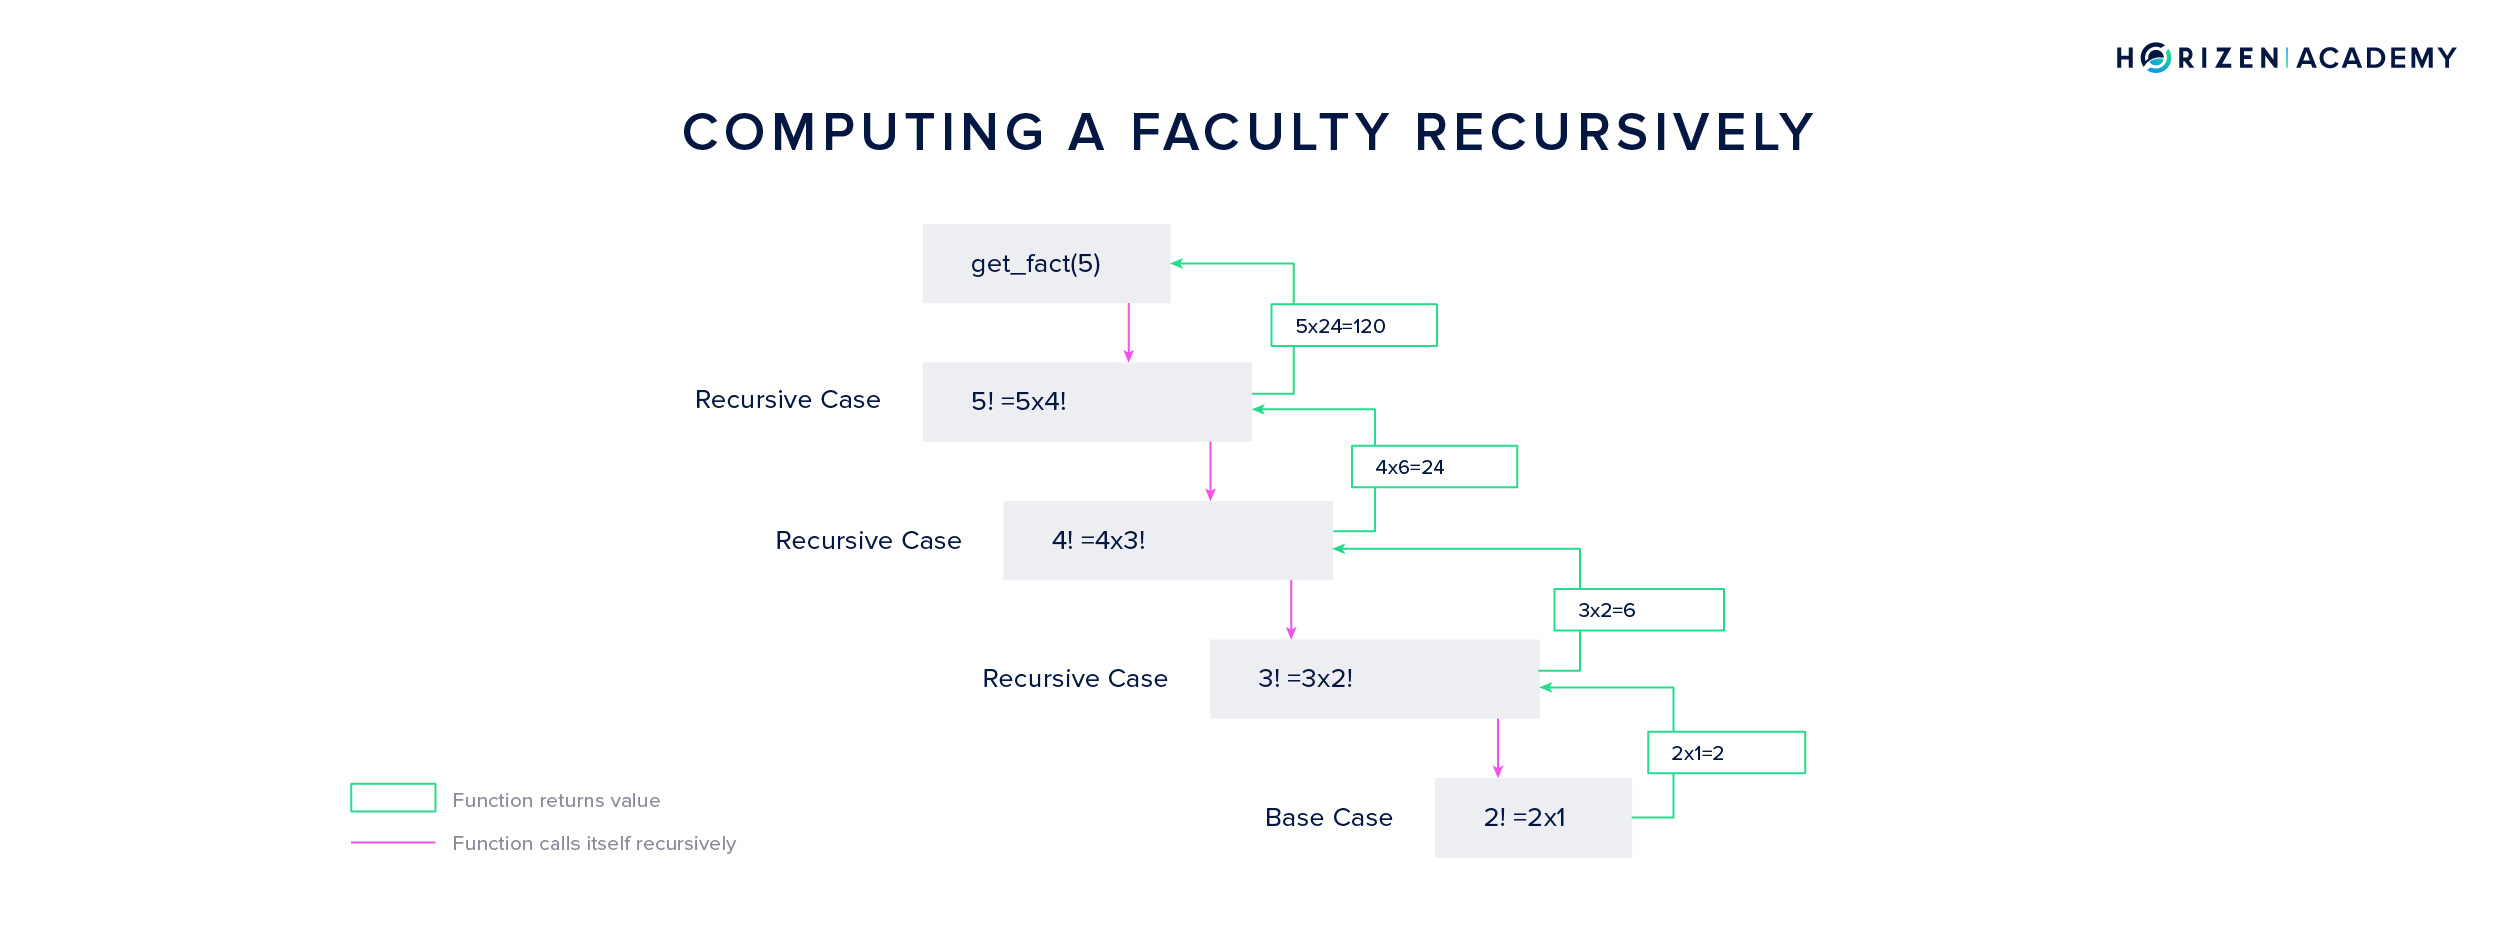 HORIZEN ACADEMY
COMPUTING A FACULTY RECURSIVELY
get_fact(5)
5x24=120
Recursive Case
5! =5x4!
4x6=24
Recursive Case
4! =4x3!
3x2=6
Recursive Case
3! =3x2!
2x1=2
Base Case
2! =2x1
Function returns value
Function calls itself recursively